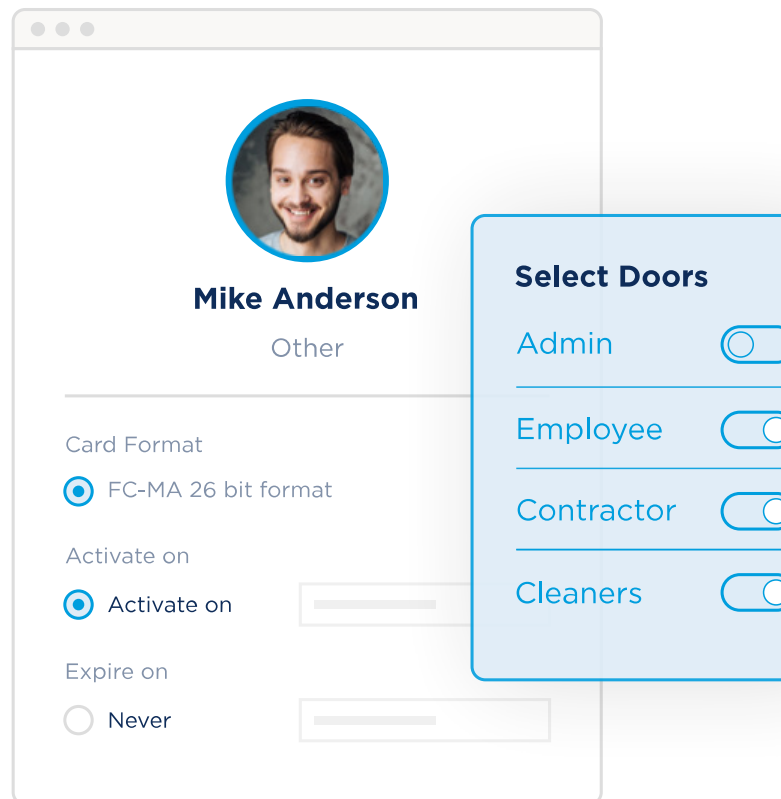 Mike Anderson
Other
Card Format
FC-MA 26 bit format
Activate on
Activate on
Expire on
Never
Select Doors
Admin
Employee
Contractor
Cleaners